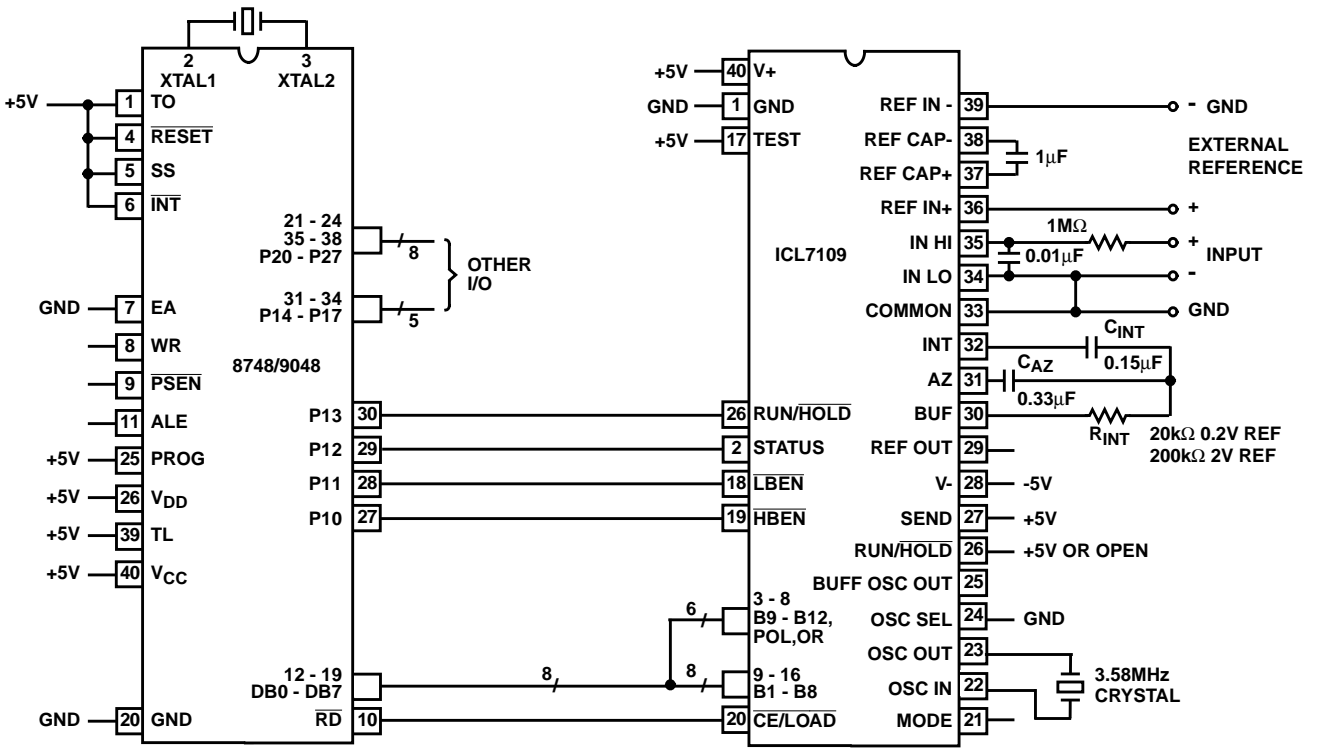 2
XTAL1
3
XTAL2
+5V
1 TO
4 RESET
5 SS
6 INT
GND 7 EA
8 WR
9 PSEN
11 ALE
+5V 25 PROG
+5V 26 VDD
+5V 39 TL
+5V 40 VCC
GND 20 GND
8748/9048
21 - 24
35 - 38
P20 - P27
8
31 - 34
P14 - P17
5
OTHER
I/O
P13 30
P12 29
P11 28
P10 27
12 - 19
DB0 - DB7
8
RD 10
+5V 40 V+
GND 1 GND
+5V 17 TEST
ICL7109
26 RUN/HOLD
2 STATUS
18 LBEN
19 HBEN
6
3 - 8
B9 - B12,
POL,OR
8
9 - 16
B1 - B8
20 CE/LOAD
REF IN - 39
- GND
REF CAP- 38
1μF
REF CAP+ 37
EXTERNAL
REFERENCE
REF IN+ 36
+
IN HI 35
1MΩ
+
0.01μF
INPUT
IN LO 34
-
COMMON 33
GND
INT 32
CINT
0.15μF
AZ 31
CAZ
0.33μF
BUF 30
RINT
20kΩ 0.2V REF
200kΩ 2V REF
REF OUT 29
V- 28 -5V
SEND 27 +5V
RUN/HOLD 26 +5V OR OPEN
BUFF OSC OUT 25
OSC SEL 24 GND
OSC OUT 23
OSC IN 22
3.58MHz
CRYSTAL
MODE 21